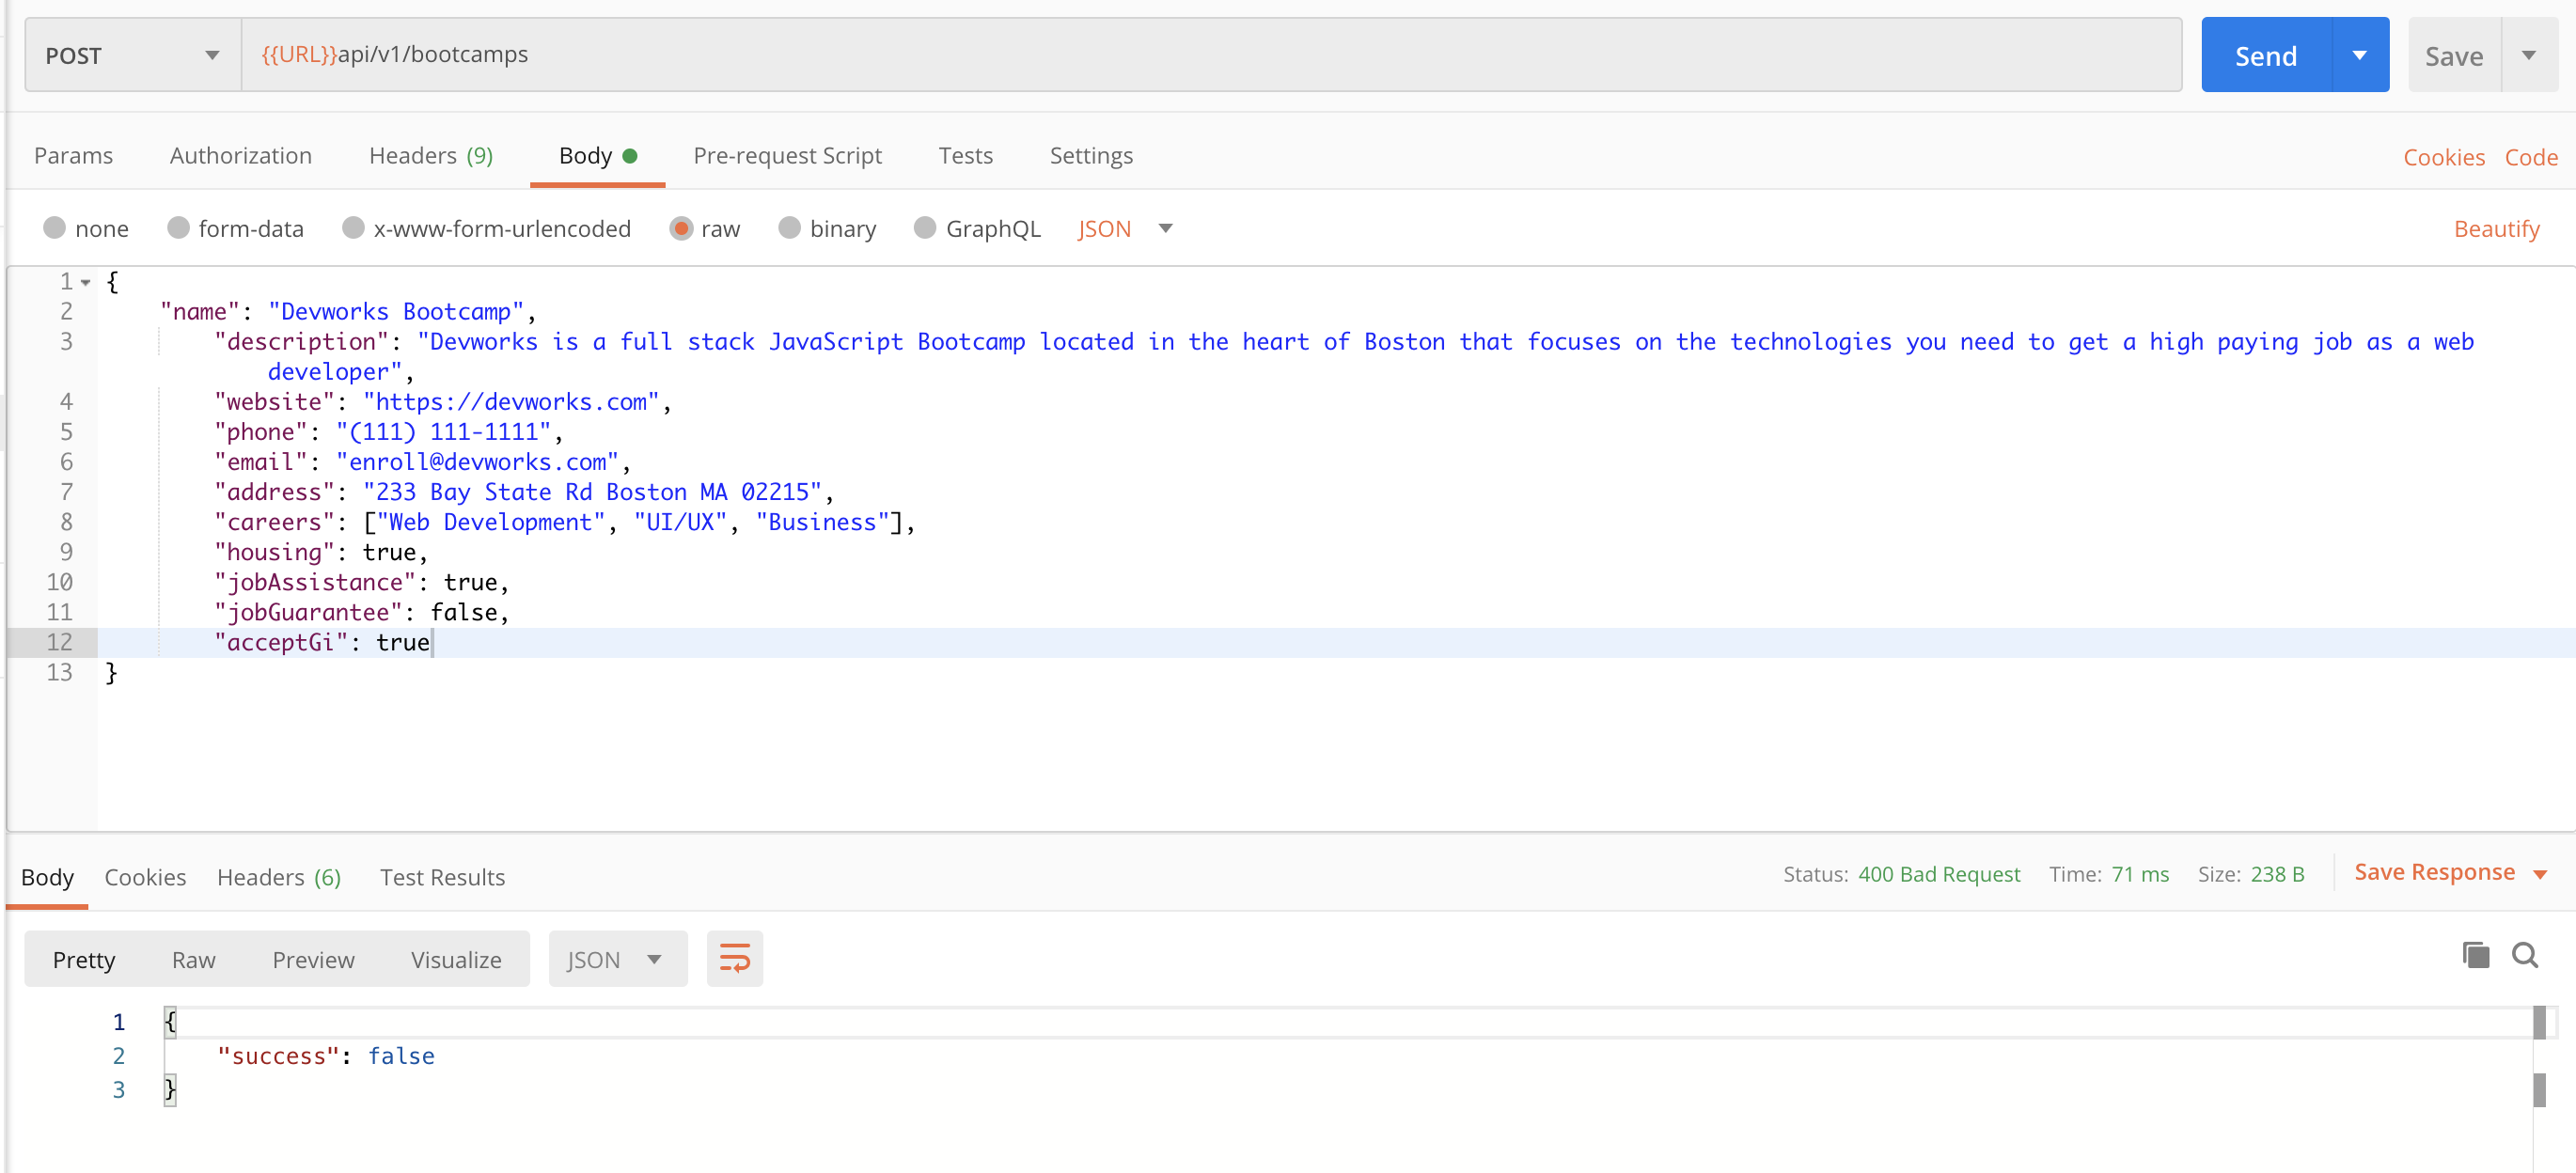 POST {{URL}}api/v1/bootcamps Send Save
Params Authorization Headers (9) Body Pre-request Script Tests Settings Cookies Code
none form-data x-www-form-urlencoded raw binary GraphQL JSON Beautify
1 {
2 "name": "Devworks Bootcamp",
3 "description": "Devworks is a full stack JavaScript Bootcamp located in the heart of Boston that focuses on the technologies you need to get a high paying job as a web
developer",
4 "website": "https://devworks.com",
5 "phone": "(111) 111-1111",
6 "email": "enroll@devworks.com",
7 "address": "233 Bay State Rd Boston MA 02215",
8 "careers": ["Web Development", "UI/UX", "Business"],
9 "housing": true,
10 "jobAssistance": true,
11 "jobGuarantee": false,
12 "acceptGi": true
13 }
Body Cookies Headers (6) Test Results Status: 400 Bad Request Time: 71 ms Size: 238 B Save Response
Pretty Raw Preview Visualize JSON
1 {
2 "success": false
3 }